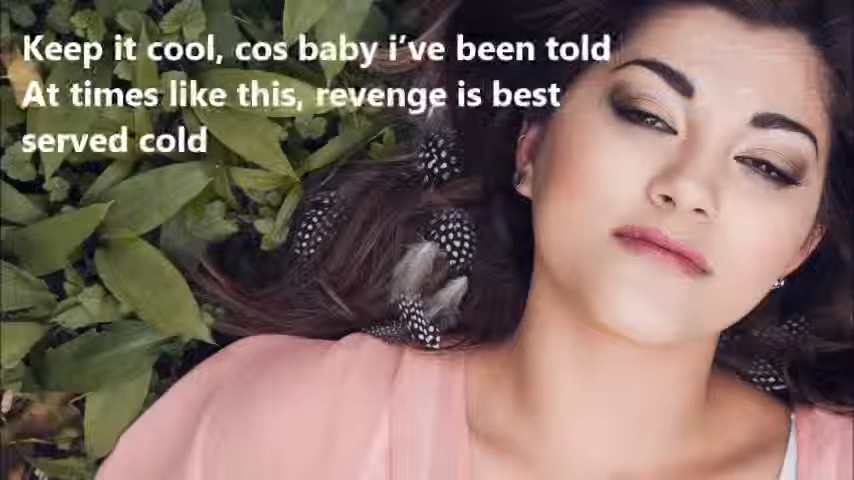 Keep it cool, cos baby i've been told
At times like this, revenge is best
served cold